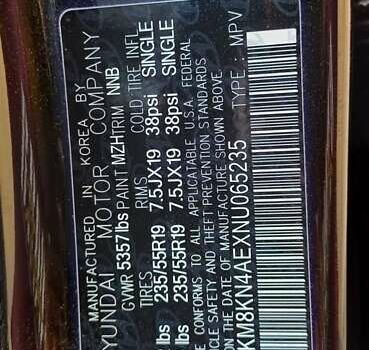 MANUFACTURED IN KOREA BY
YUNDAI MOTOR COMPANY
GVWR 5357lbs PAINT MZH TRIM NNB
TIRES RIMS COLD TIRE INFL
lbs 235/55R19 7.5JX19 38psi SINGLE
lbs 235/55R19 7.5JX19 38psi SINGLE
E CONFORMS TO ALL APPLICABLE U.S.A. FEDERAL
ICLE SAFETY AND THEFT PREVENTION STANDARDS
ON THE DATE OF MANUFACTURE SHOWN ABOVE.
KM8KN4AEXNU065235 TYPE : MPV